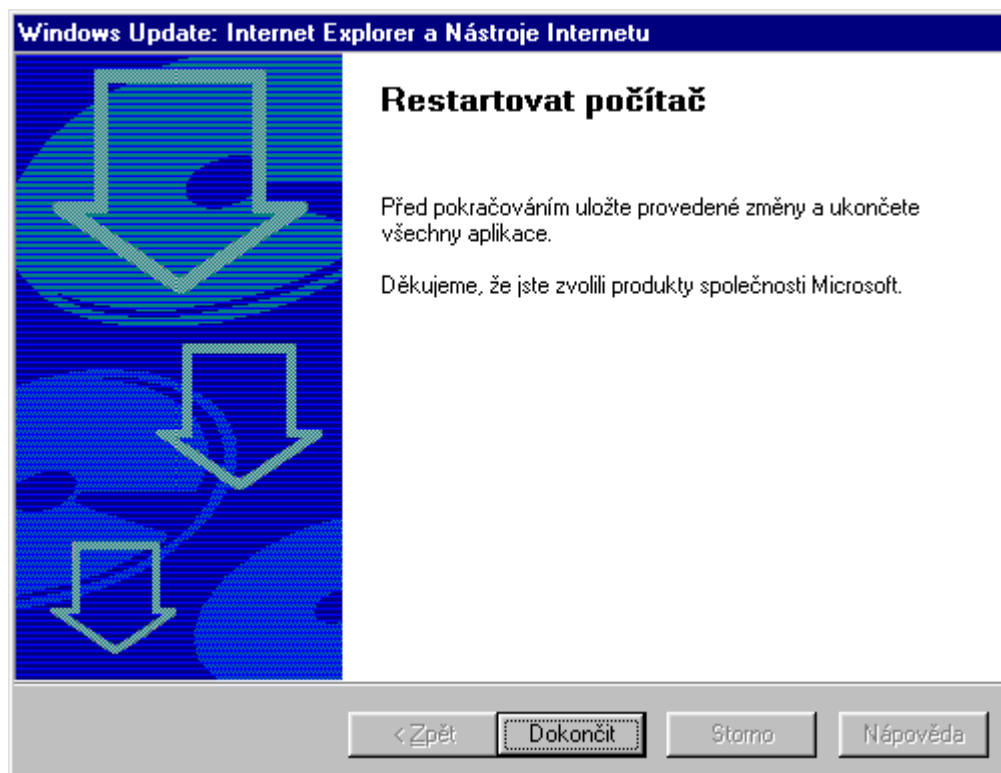 Windows Update: Internet Explorer a Nástroje Internetu
Restartovat počítač
Před pokračováním uložte provedené změny a ukončete
všechny aplikace.
Děkujeme, že jste zvolili produkty společnosti Microsoft.
< Zpět Dokončit Storno Nápověda